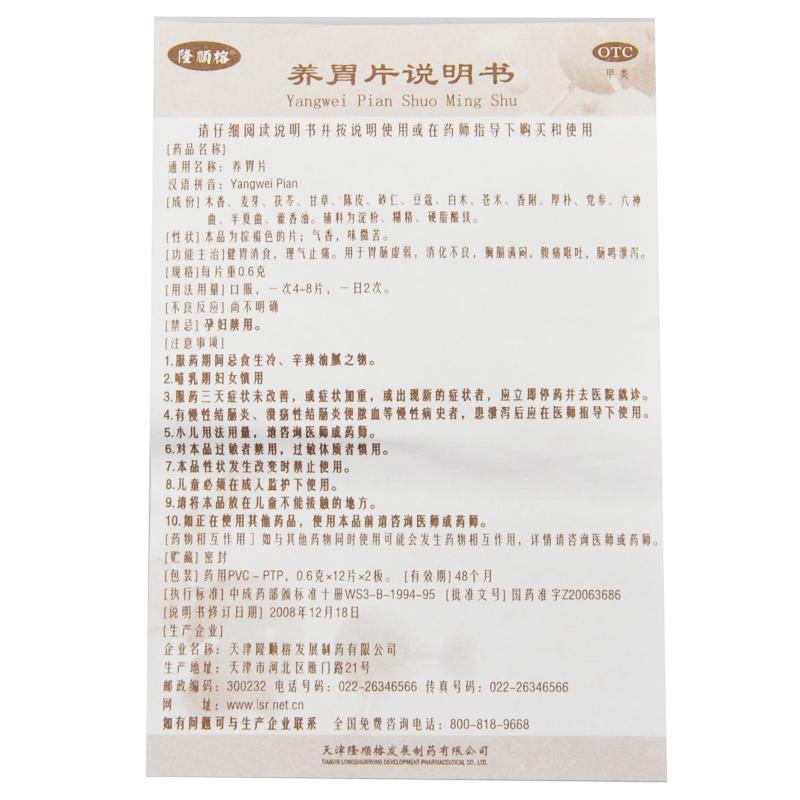 隆顺榕®
OTC
甲类
养胃片说明书
Yangwei Pian Shuo Ming Shu
请仔细阅读说明书并按说明使用或在药师指导下购买和使用
[药品名称]
通用名称：养胃片
汉语拼音：Yangwei Pian
[成份] 木香、麦芽、茯苓、甘草、陈皮、砂仁、豆蔻、白术、苍术、香附、厚朴、党参、六神
曲、半夏曲、藿香油。辅料为淀粉、糊精、硬脂酸镁。
[性状] 本品为棕褐色的片；气香，味微苦。
[功能主治] 健胃消食，理气止痛。用于胃肠虚弱，消化不良，胸膈满闷，腹痛呕吐，肠鸣泄泻。
[规格] 每片重0.6克
[用法用量] 口服，一次4~8片，一日2次。
[不良反应] 尚不明确
[禁忌] 孕妇禁用。
[注意事项]
1.服药期间忌食生冷、辛辣油腻之物。
2.哺乳期妇女慎用
3.服药三天症状未改善，或症状加重，或出现新的症状者，应立即停药并去医院就诊。
4.有慢性结肠炎、溃疡性结肠炎便脓血等慢性病史者，患泄泻后应在医师指导下使用。
5.小儿用法用量，请咨询医师或药师。
6.对本品过敏者禁用，过敏体质者慎用。
7.本品性状发生改变时禁止使用。
8.儿童必须在成人监护下使用。
9.请将本品放在儿童不能接触的地方。
10.如正在使用其他药品，使用本品前请咨询医师或药师。
[药物相互作用] 如与其他药物同时使用可能会发生药物相互作用，详情请咨询医师或药师。
[贮藏] 密封
[包装] 药用PVC－PTP，0.6克×12片×2板。 [有效期] 48个月
[执行标准] 中成药部颁标准十册WS3-B-1994-95 [批准文号] 国药准字Z20063686
[说明书修订日期] 2008年12月18日
[生产企业]
企业名称：天津隆顺榕发展制药有限公司
生产地址：天津市河北区雁门路21号
邮政编码：300232 电话号码：022-26346566 传真号码：022-26346566
网 址：www.lsr.net.cn
如有问题可与生产企业联系 全国免费咨询电话：800-818-9668
天津隆顺榕发展制药有限公司
TIANJIN LONGSHUNRONG DEVELOPMENT PHARMACEUTICAL CO., LTD.